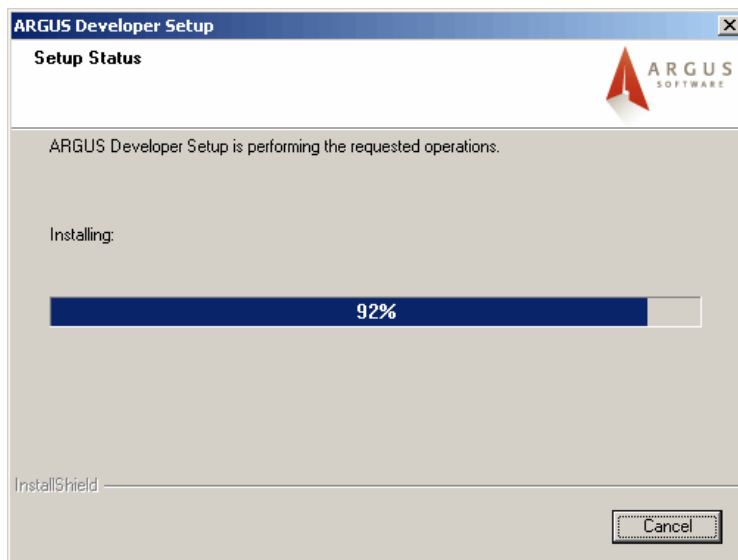 ARGUS Developer Setup
Setup Status
ARGUS
SOFTWARE
ARGUS Developer Setup is performing the requested operations.
Installing:
92%
InstallShield
Cancel